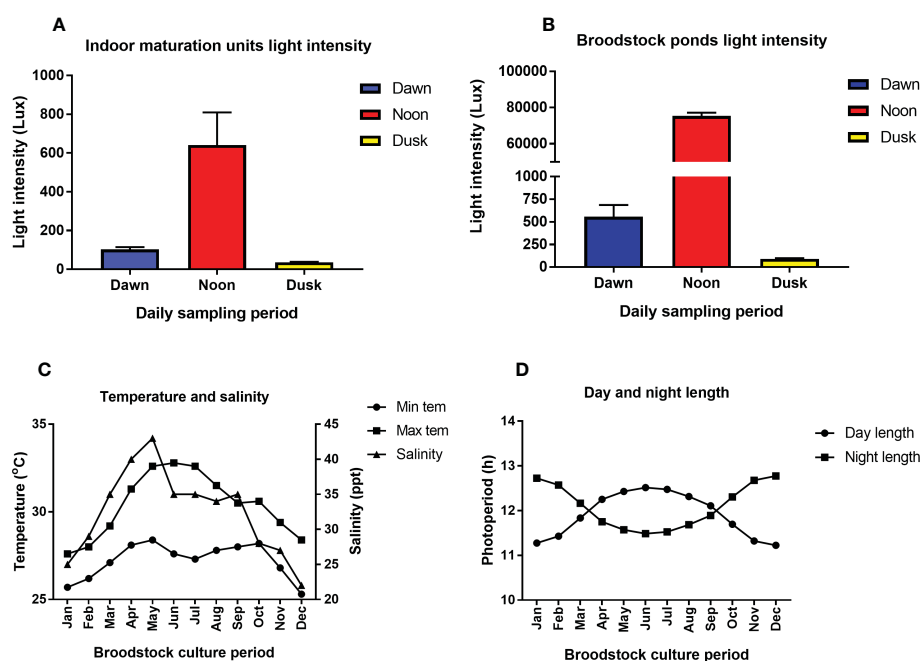 A
Indoor maturation units light intensity
Light intensity (Lux)
1000
800
600
400
200
0
Dawn
Noon
Dusk
Daily sampling period
Dawn
Noon
Dusk
B
Broodstock ponds light intensity
Light intensity (Lux)
100000
80000
60000
1000
750
500
250
0
Dawn
Noon
Dusk
Daily sampling period
Dawn
Noon
Dusk
C
Temperature and salinity
Min tem
Max tem
Salinity
Temperature (°C)
35
30
25
Salinity (ppt)
45
40
35
30
25
20
Jan
Feb
Mar
Apr
May
Jun
Jul
Aug
Sep
Oct
Nov
Dec
Broodstock culture period
D
Day and night length
Day length
Night length
Photoperiod (h)
14
13
12
11
10
Jan
Feb
Mar
Apr
May
Jun
Jul
Aug
Sep
Oct
Nov
Dec
Broodstock culture period